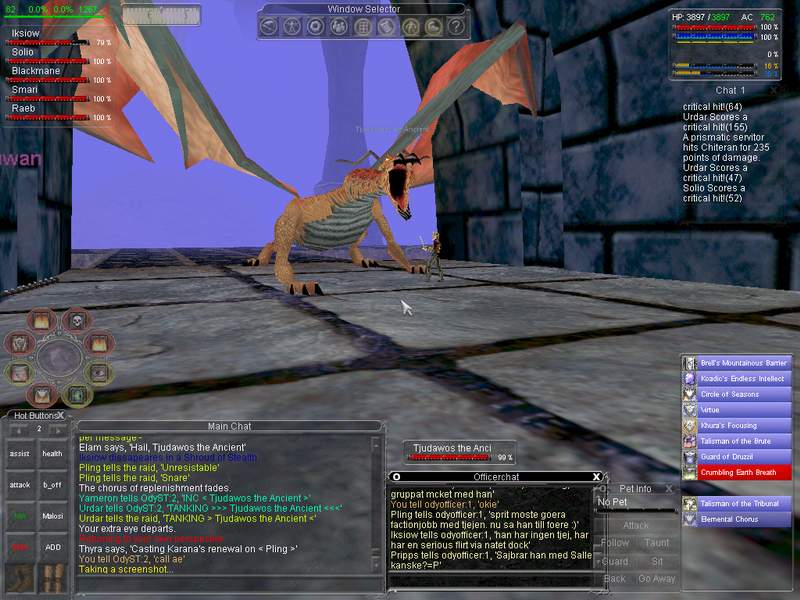 82 0.0% 0.0% 1267
Window Selector
HP: 3897 / 3897 AC 762
100 %
100 %
0 %
16 %
Iksiow
79 %
Solio
100 %
Blackmane
100 %
Smari
100 %
Raeb
100 %
uwan
Chat 1
critical hit!(64)
Urdar Scores a
critical hit!(155)
A prismatic servitor
hits Chiteran for 235
points of damage.
Urdar Scores a
critical hit!(47)
Solio Scores a
critical hit!(52)
Brell's Mountainous Barrier
Koadic's Endless Intellect
Circle of Seasons
Virtue
Khura's Focusing
Talisman of the Brute
Guard of Druzzil
Crumbling Earth Breath
Talisman of the Tribunal
Elemental Chorus
Hot Buttons X
2
assist health
attack b_off
Malosi
ADD
Main Chat
per message.-
Elam says, 'Hail, Tjudawos the Ancient'
Iksiow dissapeares in a Shroud of Stealth
Pling tells the raid, 'Unresistable'
Pling tells the raid, 'Snare'
The chorus of replenishment fades.
Yameron tells OdyST:2, 'INC < Tjudawos the Ancient >'
Urdar tells OdyST:2, 'TANKING >>> Tjudawos the Ancient <<<'
Urdar tells the raid, 'TANKING > Tjudawos the Ancient <'
Your extra eye departs.
Returning to your own perspective
Thyra says, 'Casting Karana's renewal on < Pling >'
You tell OdyST:2, 'call ae'
Taking a screenshot...
Tjudawos the Anci
99 %
O Officerchat X
gruppat mcket med han'
You tell odyofficer:1, 'okie'
Pling tells odyofficer:1, 'sprit moste goera
factionjobb med tjejen. nu sa han till foere :)'
Iksiow tells odyofficer:1, 'han har ingen tjej, har
har en serious flirt via natet dock'
Pripps tells odyofficer:1, 'Sajbrar han med Salle
kanske?=P'
Pet Info X
No Pet
Attack
Follow Taunt
Guard Sit
Back Go Away